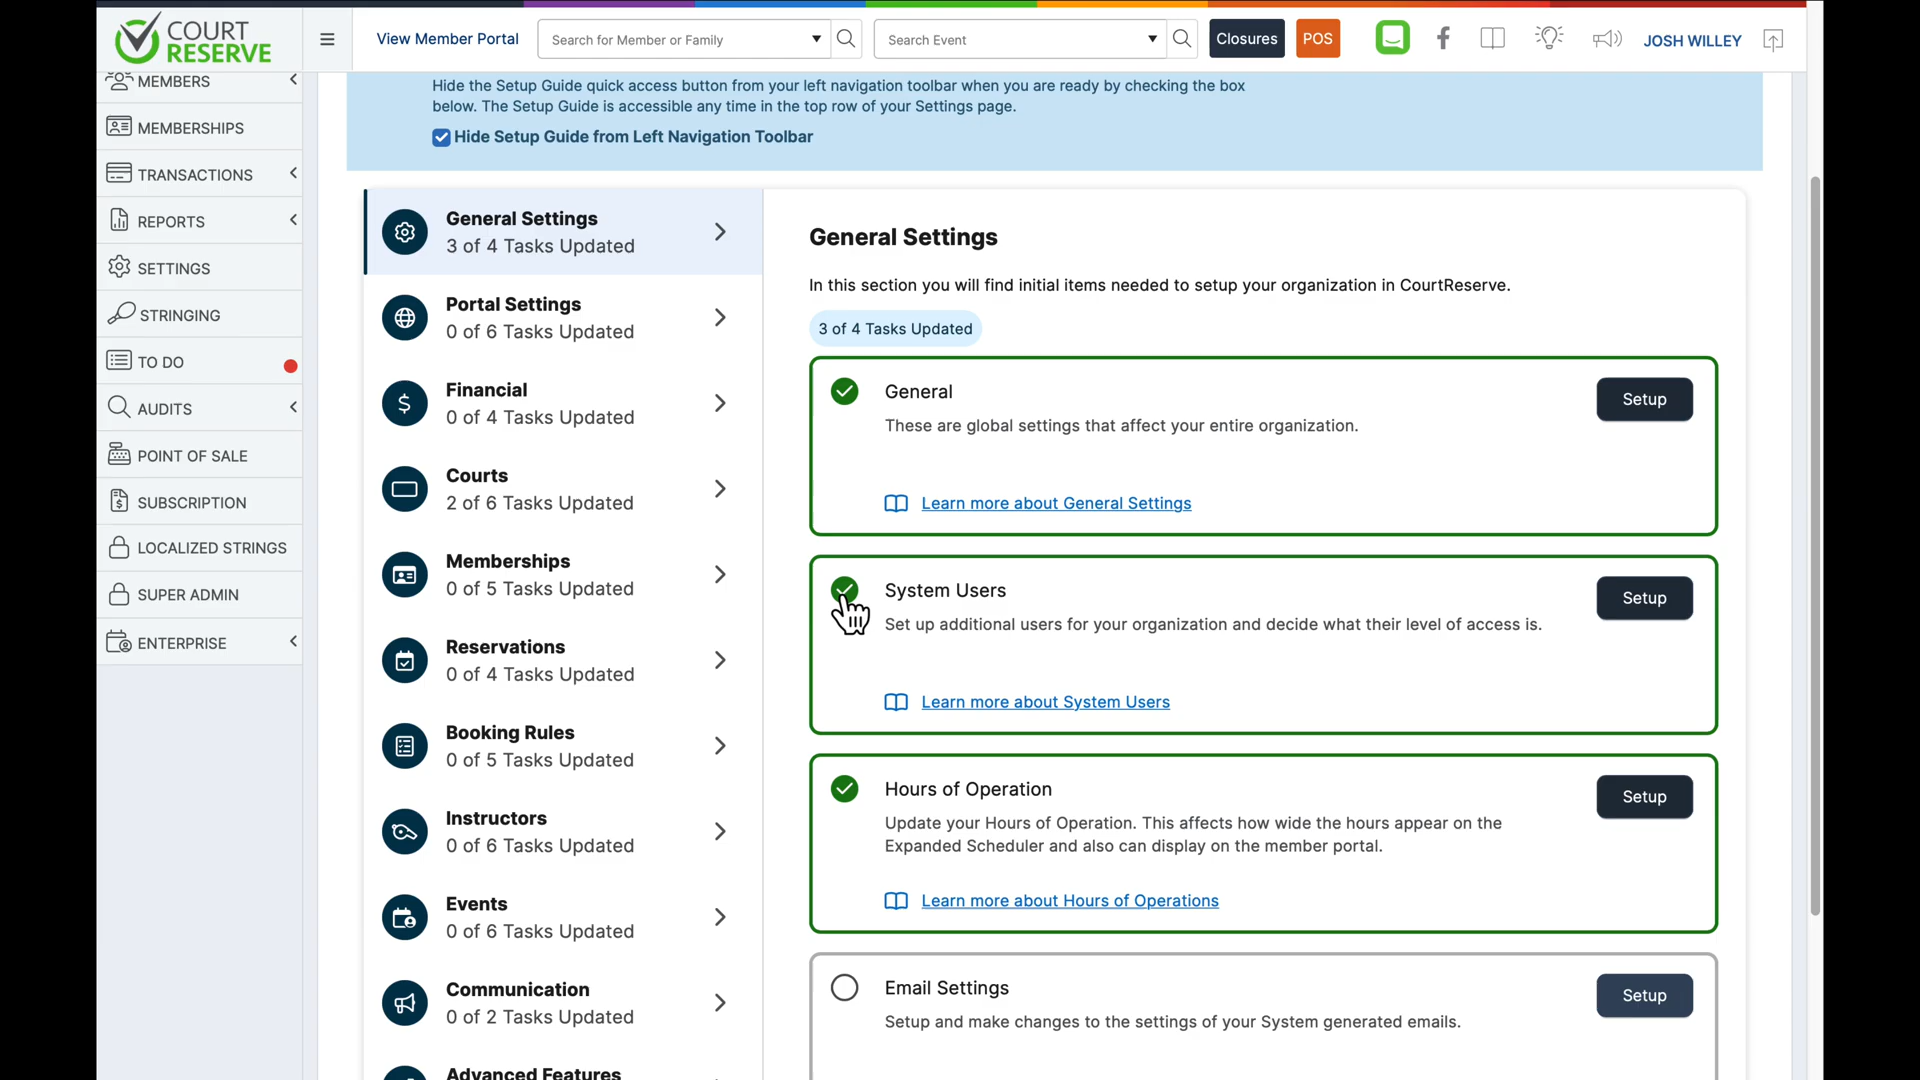 COURT
RESERVE
View Member Portal
Search for Member or Family
Search Event
Closures
POS
JOSH WILLEY
MEMBERS
MEMBERSHIPS
TRANSACTIONS
REPORTS
SETTINGS
STRINGING
TO DO
AUDITS
POINT OF SALE
SUBSCRIPTION
LOCALIZED STRINGS
SUPER ADMIN
ENTERPRISE
Hide the Setup Guide quick access button from your left navigation toolbar when you are ready by checking the box
below. The Setup Guide is accessible any time in the top row of your Settings page.
Hide Setup Guide from Left Navigation Toolbar
General Settings
3 of 4 Tasks Updated
Portal Settings
0 of 6 Tasks Updated
Financial
0 of 4 Tasks Updated
Courts
2 of 6 Tasks Updated
Memberships
0 of 5 Tasks Updated
Reservations
0 of 4 Tasks Updated
Booking Rules
0 of 5 Tasks Updated
Instructors
0 of 6 Tasks Updated
Events
0 of 6 Tasks Updated
Communication
0 of 2 Tasks Updated
Advanced Features
General Settings
In this section you will find initial items needed to setup your organization in CourtReserve.
3 of 4 Tasks Updated
General
Setup
These are global settings that affect your entire organization.
Learn more about General Settings
System Users
Setup
Set up additional users for your organization and decide what their level of access is.
Learn more about System Users
Hours of Operation
Setup
Update your Hours of Operation. This affects how wide the hours appear on the
Expanded Scheduler and also can display on the member portal.
Learn more about Hours of Operations
Email Settings
Setup
Setup and make changes to the settings of your System generated emails.